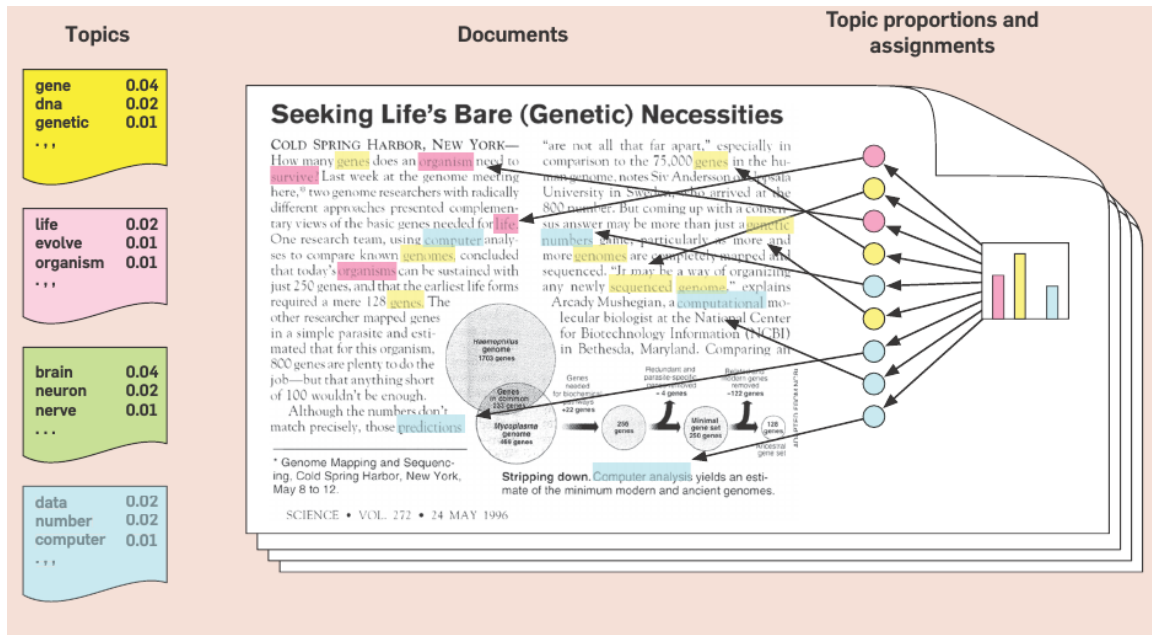 Topics
Documents
Topic proportions and
assignments
gene 0.04
dna 0.02
genetic 0.01
. , ,
life 0.02
evolve 0.01
organism 0.01
. , ,
brain 0.04
neuron 0.02
nerve 0.01
...
data 0.02
number 0.02
computer 0.01
. , ,
Seeking Life's Bare (Genetic) Necessities
COLD SPRING HARBOR, NEW YORK—
How many genes does an organism need to
survive? Last week at the genome meeting
here,* two genome researchers with radically
different approaches presented complemen-
tary views of the basic genes needed for life.
One research team, using computer analy-
ses to compare known genomes, concluded
that today's organisms can be sustained with
just 250 genes, and that the earliest life forms
required a mere 128 genes. The
other researcher mapped genes
in a simple parasite and esti-
mated that for this organism,
800 genes are plenty to do the
job—but that anything short
of 100 wouldn't be enough.
Although the numbers don't
match precisely, those predictions
* Genome Mapping and Sequenc-
ing, Cold Spring Harbor, New York,
May 8 to 12.
"are not all that far apart," especially in
comparison to the 75,000 genes in the hu-
man genome, notes Siv Andersson of Uppsala
University in Sweden, who arrived at the
800 number. But coming up with a consen-
sus answer may be more than just a genetic
numbers game, particularly as more and
more genomes are completely mapped and
sequenced. "It may be a way of organizing
any newly sequenced genome," explains
Arcady Mushegian, a computational mo-
lecular biologist at the National Center
for Biotechnology Information (NCBI)
in Bethesda, Maryland. Comparing an
Haemophilus
genome
1703 genes
Genes
in common
233 genes
Mycoplasma
genome
469 genes
Genes
needed
for biochemical
pathways
+22 genes
256
genes
Redundant and
parasite-specific
genes removed
– 4 genes
Minimal
gene set
250 genes
Related and
modern genes
removed
–122 genes
128
genes
Ancestral
gene set
Stripping down. Computer analysis yields an esti-
mate of the minimum modern and ancient genomes.
SCIENCE • VOL. 272 • 24 MAY 1996